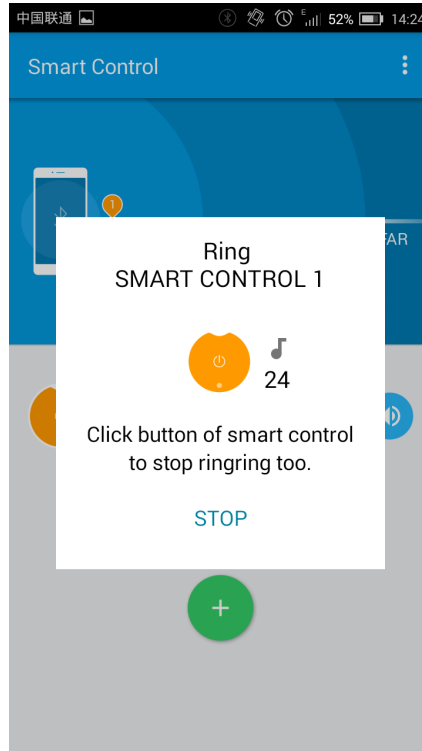 中国联通
E
52%
14:24
Smart Control
1
FAR
Ring
SMART CONTROL 1
24
Click button of smart control
to stop ringring too.
STOP
+